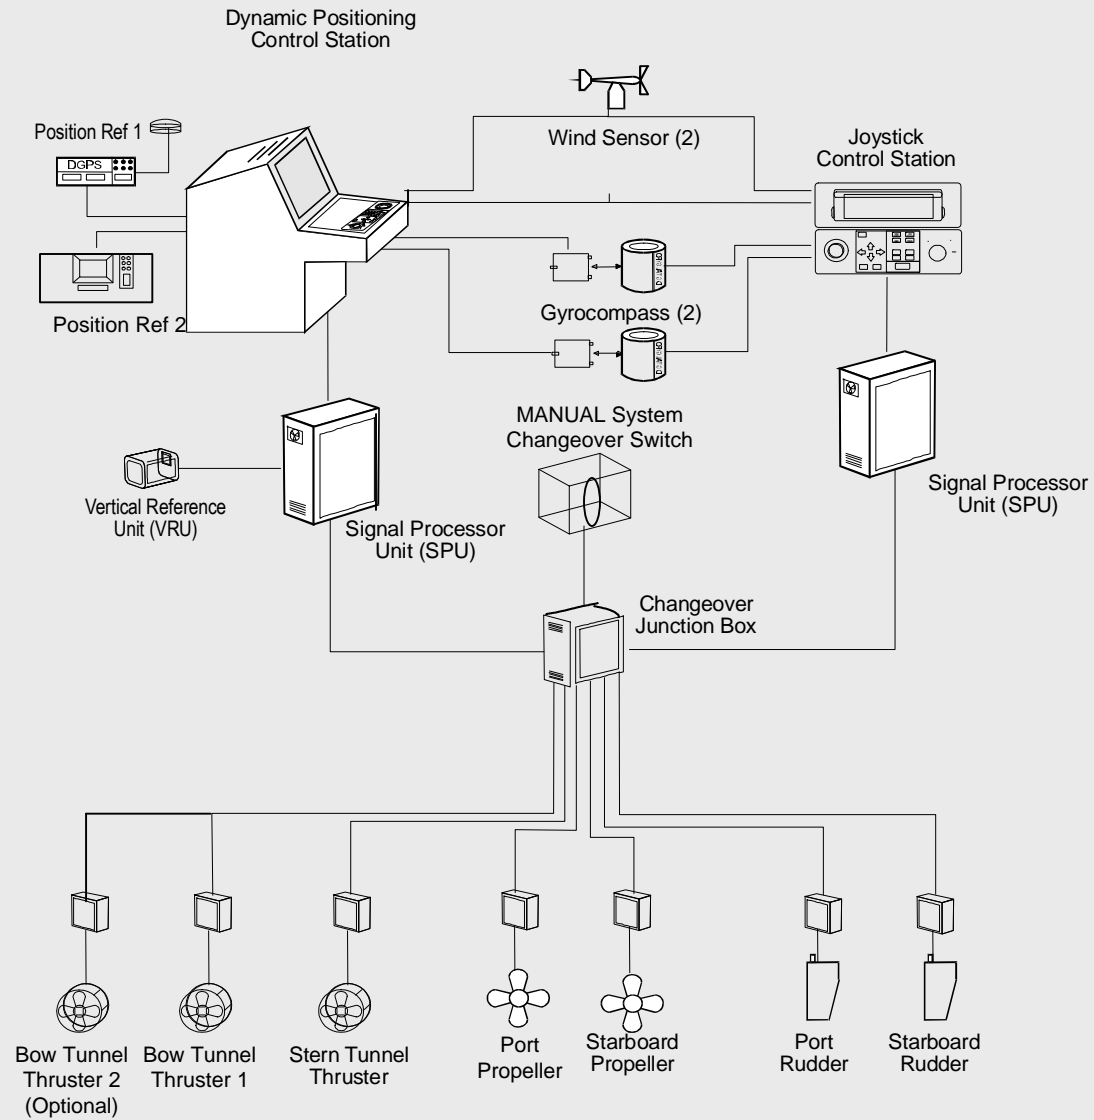 Dynamic Positioning
Control Station
Position Ref 1
DGPS
Wind Sensor (2)
Joystick
Control Station
Position Ref 2
Gyrocompass (2)
MANUAL System
Changeover Switch
Vertical Reference
Unit (VRU)
Signal Processor
Unit (SPU)
Signal Processor
Unit (SPU)
Changeover
Junction Box
Bow Tunnel
Thruster 2
(Optional)
Bow Tunnel
Thruster 1
Stern Tunnel
Thruster
Port
Propeller
Starboard
Propeller
Port
Rudder
Starboard
Rudder